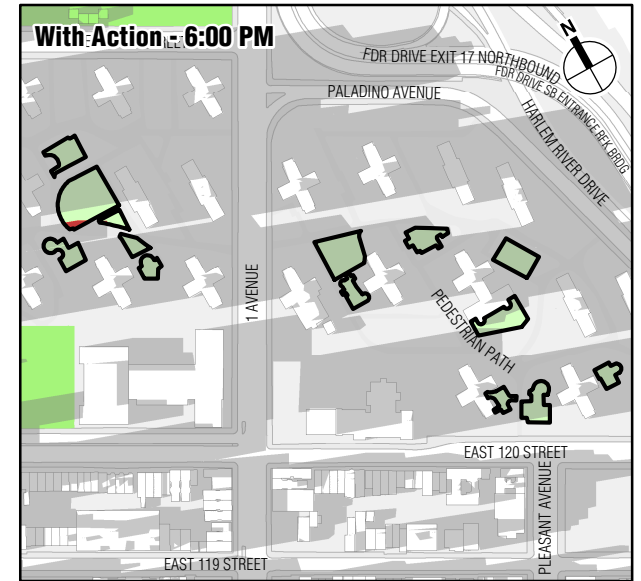 With Action - 6:00 PM
STREET
N
FDR DRIVE EXIT 17 NORTHBOUND
FDR DRIVE SB ENTRANCE RFK BRDG
PALADINO AVENUE
HARLEM RIVER DRIVE
1 AVENUE
PEDESTRIAN PATH
EAST 120 STREET
PLEASANT AVENUE
EAST 119 STREET